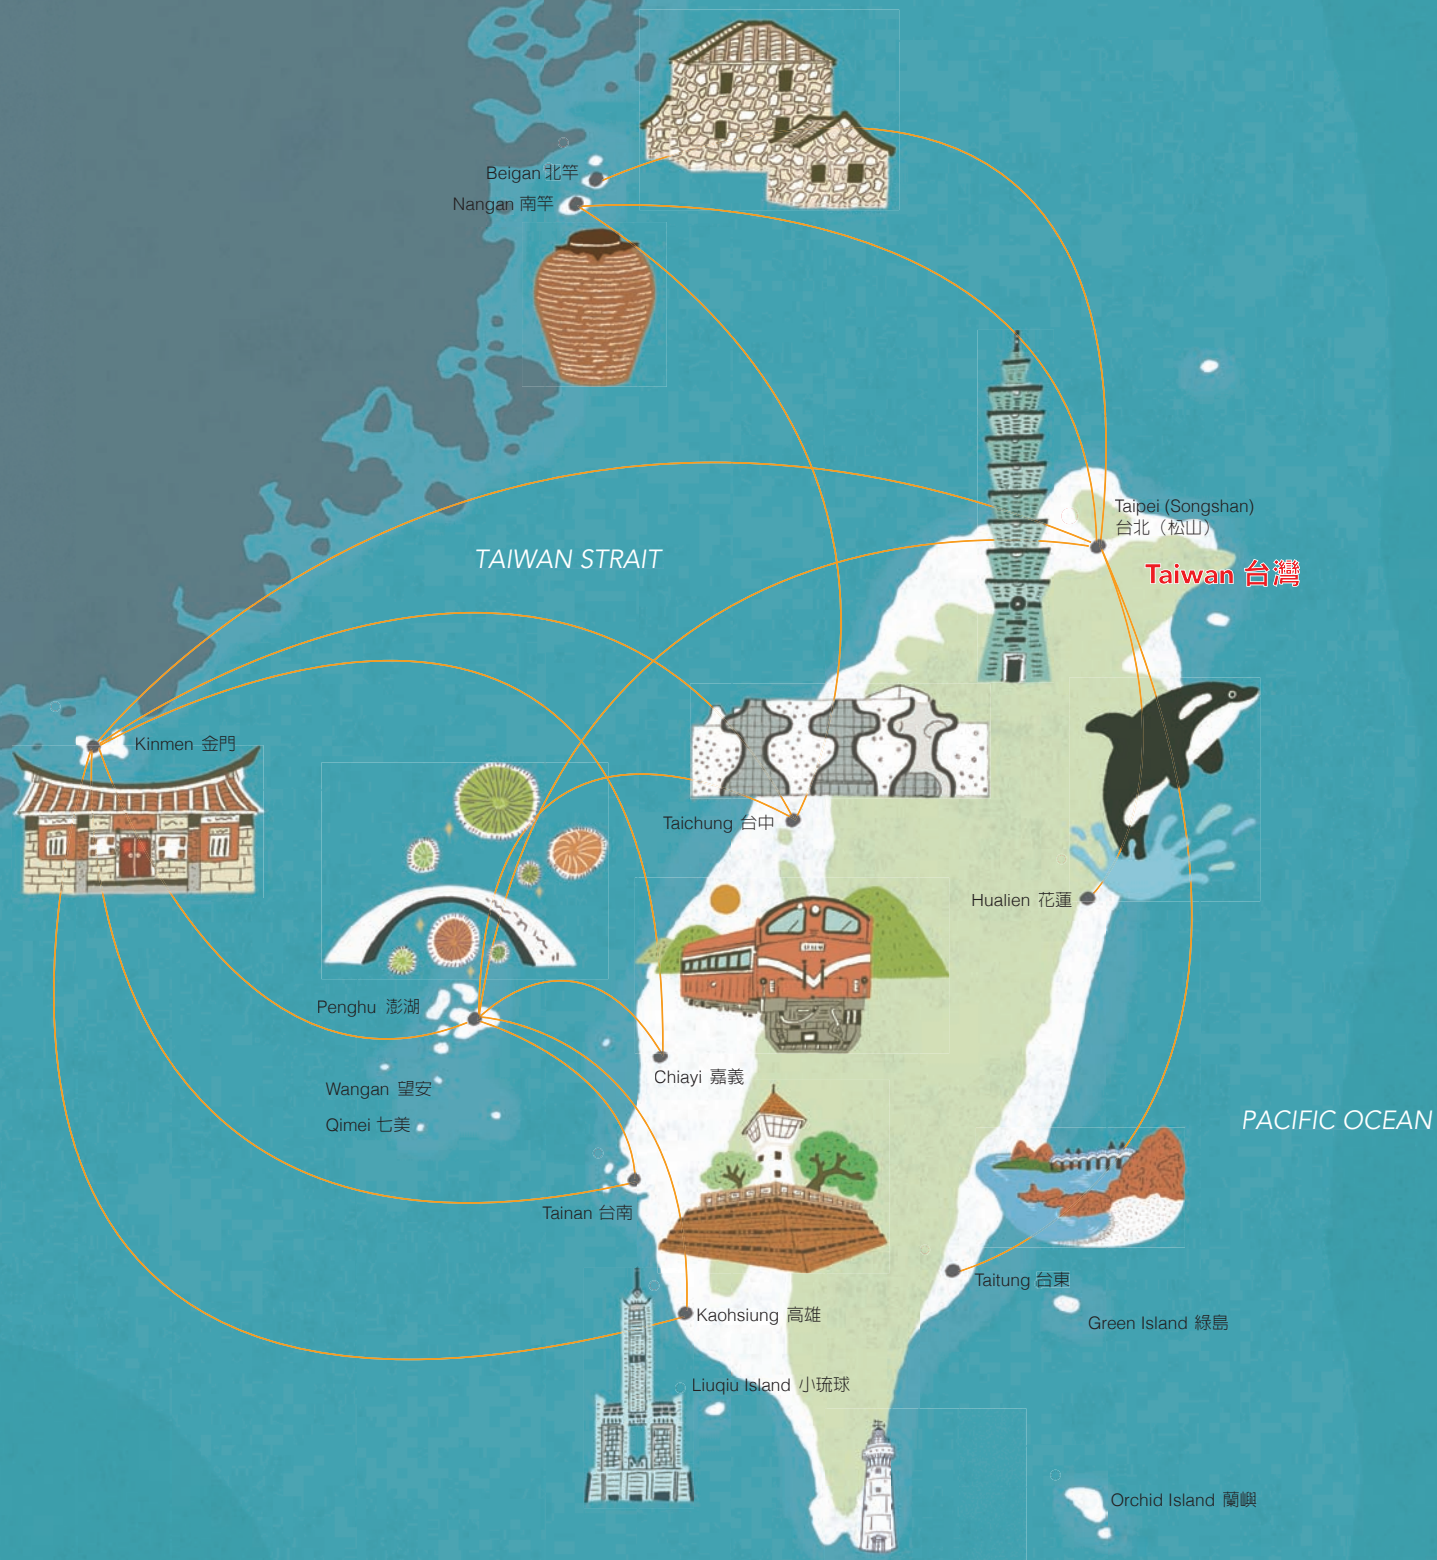 Beigan 北竿
Nangan 南竿
Taipei (Songshan)
台北（松山）
TAIWAN STRAIT
Taiwan 台灣
Kinmen 金門
Taichung 台中
Hualien 花蓮
Penghu 澎湖
Chiayi 嘉義
Wangan 望安
Qimei 七美
PACIFIC OCEAN
Tainan 台南
Taitung 台東
Kaohsiung 高雄
Green Island 綠島
Liuqiu Island 小琉球
Orchid Island 蘭嶼